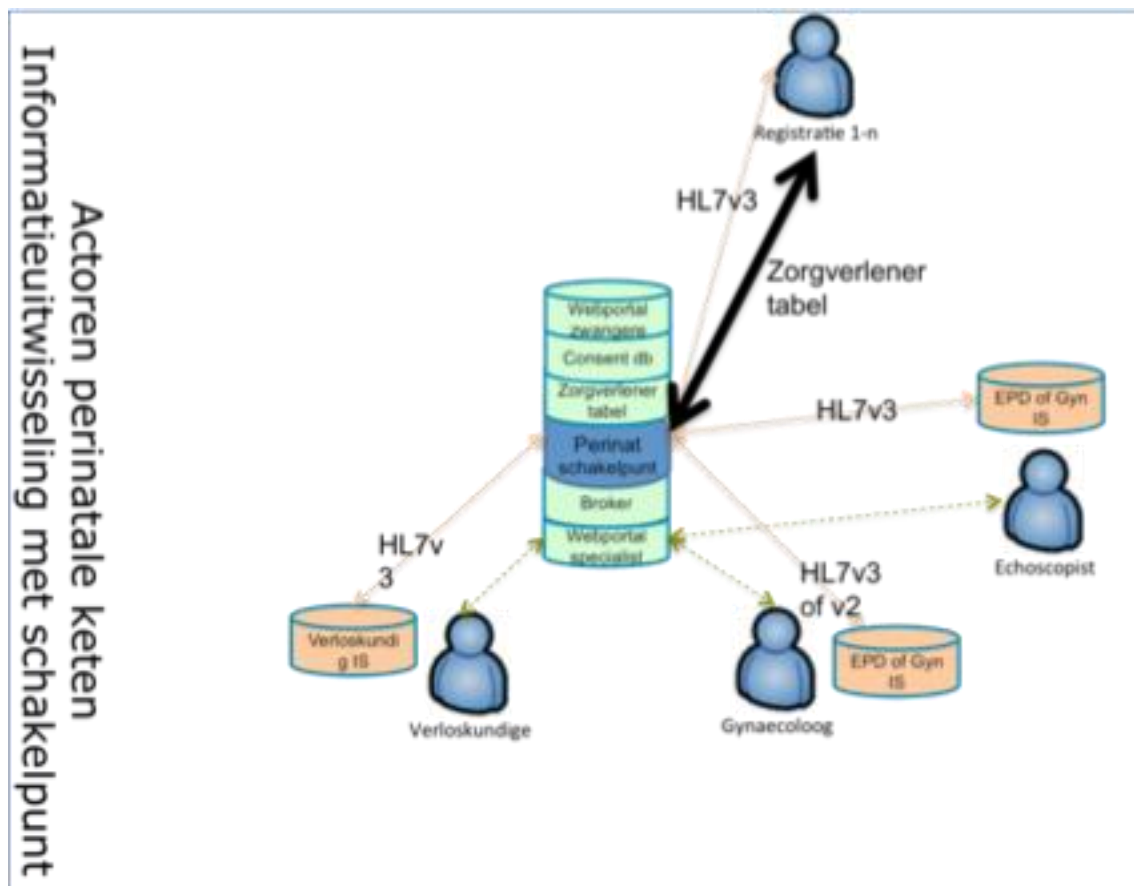 Actoren perinatale keten
Informatieuitwisseling met schakelpunt
Registratie 1-n
HL7v3
Zorgverlener
tabel
Webportal
zwangere
Consent db
Zorgverlener
tabel
Perinat
schakelpunt
Broker
Webportal
specialist
HL7v3
EPD of Gyn
IS
Echoscopist
HL7v
3
HL7v3
of v2
Verloskundi
g IS
Verloskundige
Gynaecoloog
EPD of Gyn
IS